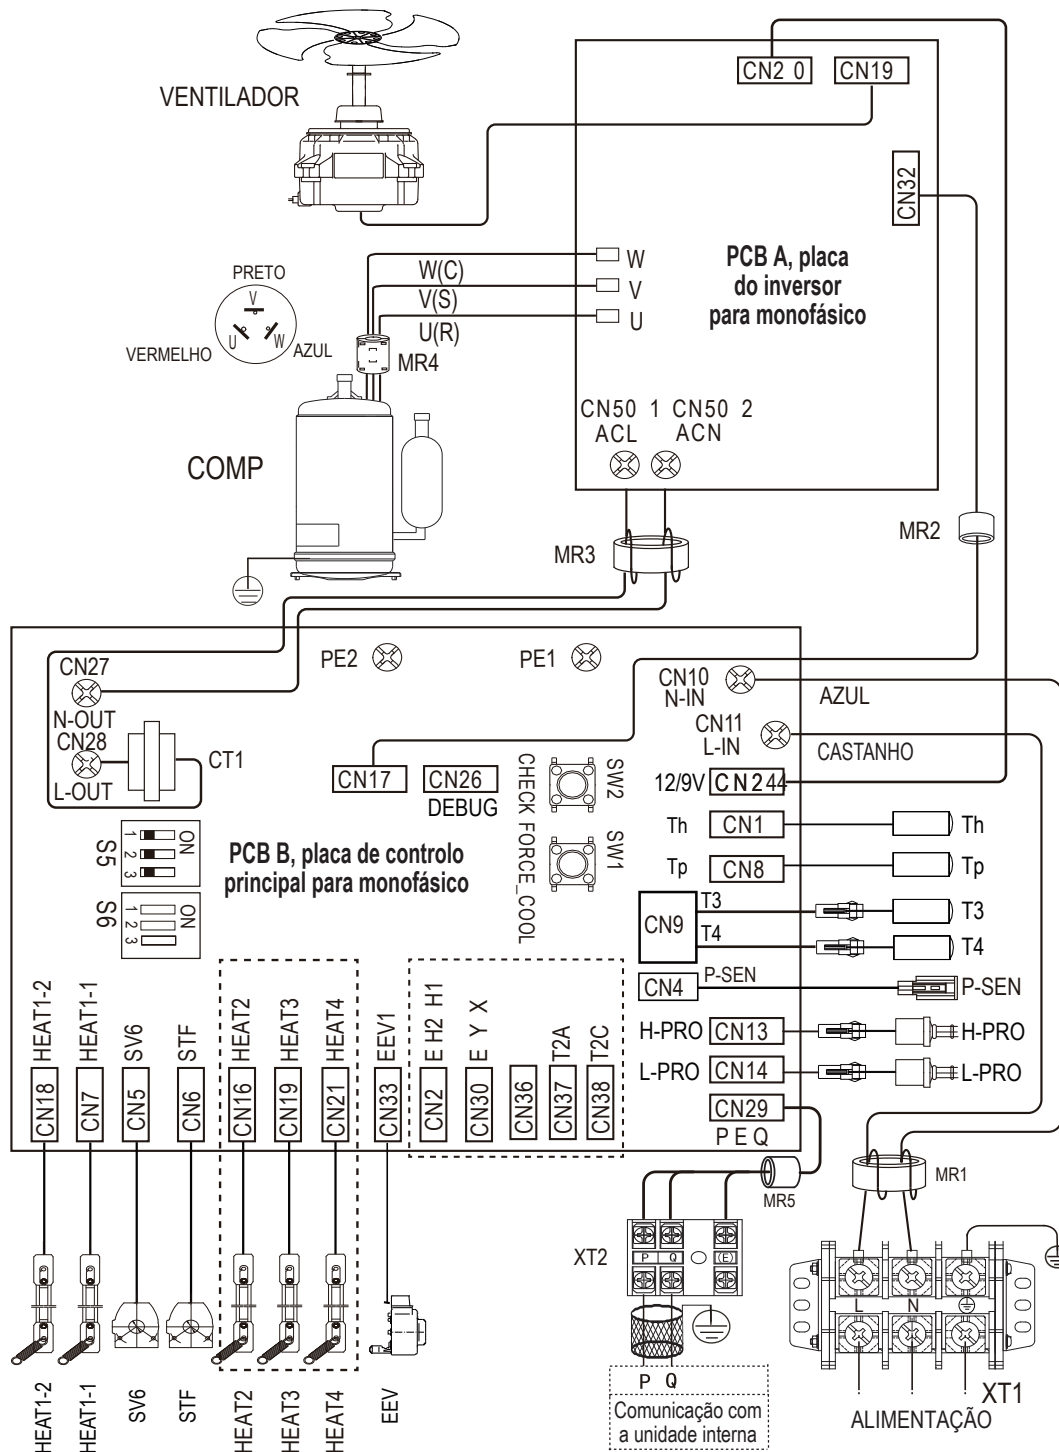 VENTILADOR
CN2 0
CN19
CN32
PCB A, placa
do inversor
para monofásico
W
V
U
W(C)
V(S)
U(R)
PRETO
V
U
W
VERMELHO
AZUL
MR4
COMP
CN50 1
CN50 2
ACL
ACN
MR3
MR2
CN27
N-OUT
CN28
L-OUT
CT1
PE2
PE1
CN10
N-IN
AZUL
CN11
L-IN
CASTANHO
CN17
CN26
DEBUG
CHECK FORCE_COOL
SW2
SW1
12/9V
CN244
Th
CN1
Th
Tp
CN8
Tp
S5
ON
1
2
3
S6
ON
1
2
3
PCB B, placa de controlo
principal para monofásico
CN9
T3
T3
T4
T4
CN4
P-SEN
P-SEN
H-PRO
CN13
H-PRO
L-PRO
CN14
L-PRO
CN29
P E Q
HEAT1-2
HEAT1-1
SV6
STF
HEAT2
HEAT3
HEAT4
EEV1
E H2 H1
E Y X
T2A
T2C
CN18
CN7
CN5
CN6
CN16
CN19
CN21
CN33
CN2
CN30
CN36
CN37
CN38
MR5
MR1
XT2
P
Q
(E)
L
N
XT1
ALIMENTAÇÃO
P Q
Comunicação com
a unidade interna
HEAT1-2
HEAT1-1
SV6
STF
HEAT2
HEAT3
HEAT4
EEV